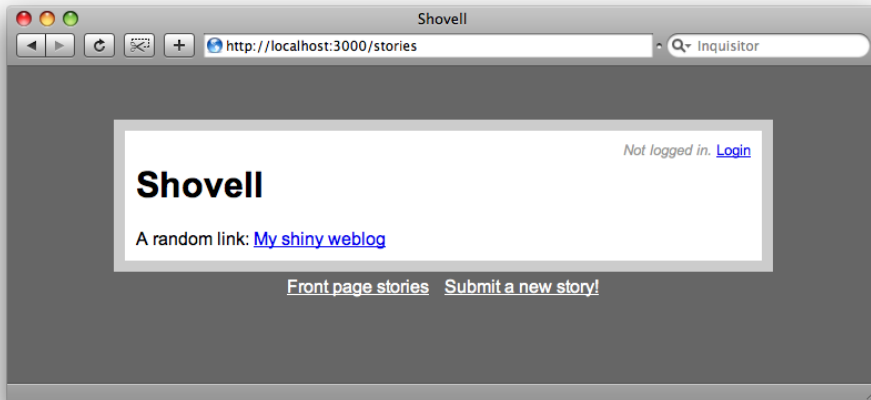 Shovell
http://localhost:3000/stories
Inquisitor
Not logged in. Login
Shovell
A random link: My shiny weblog
Front page stories Submit a new story!